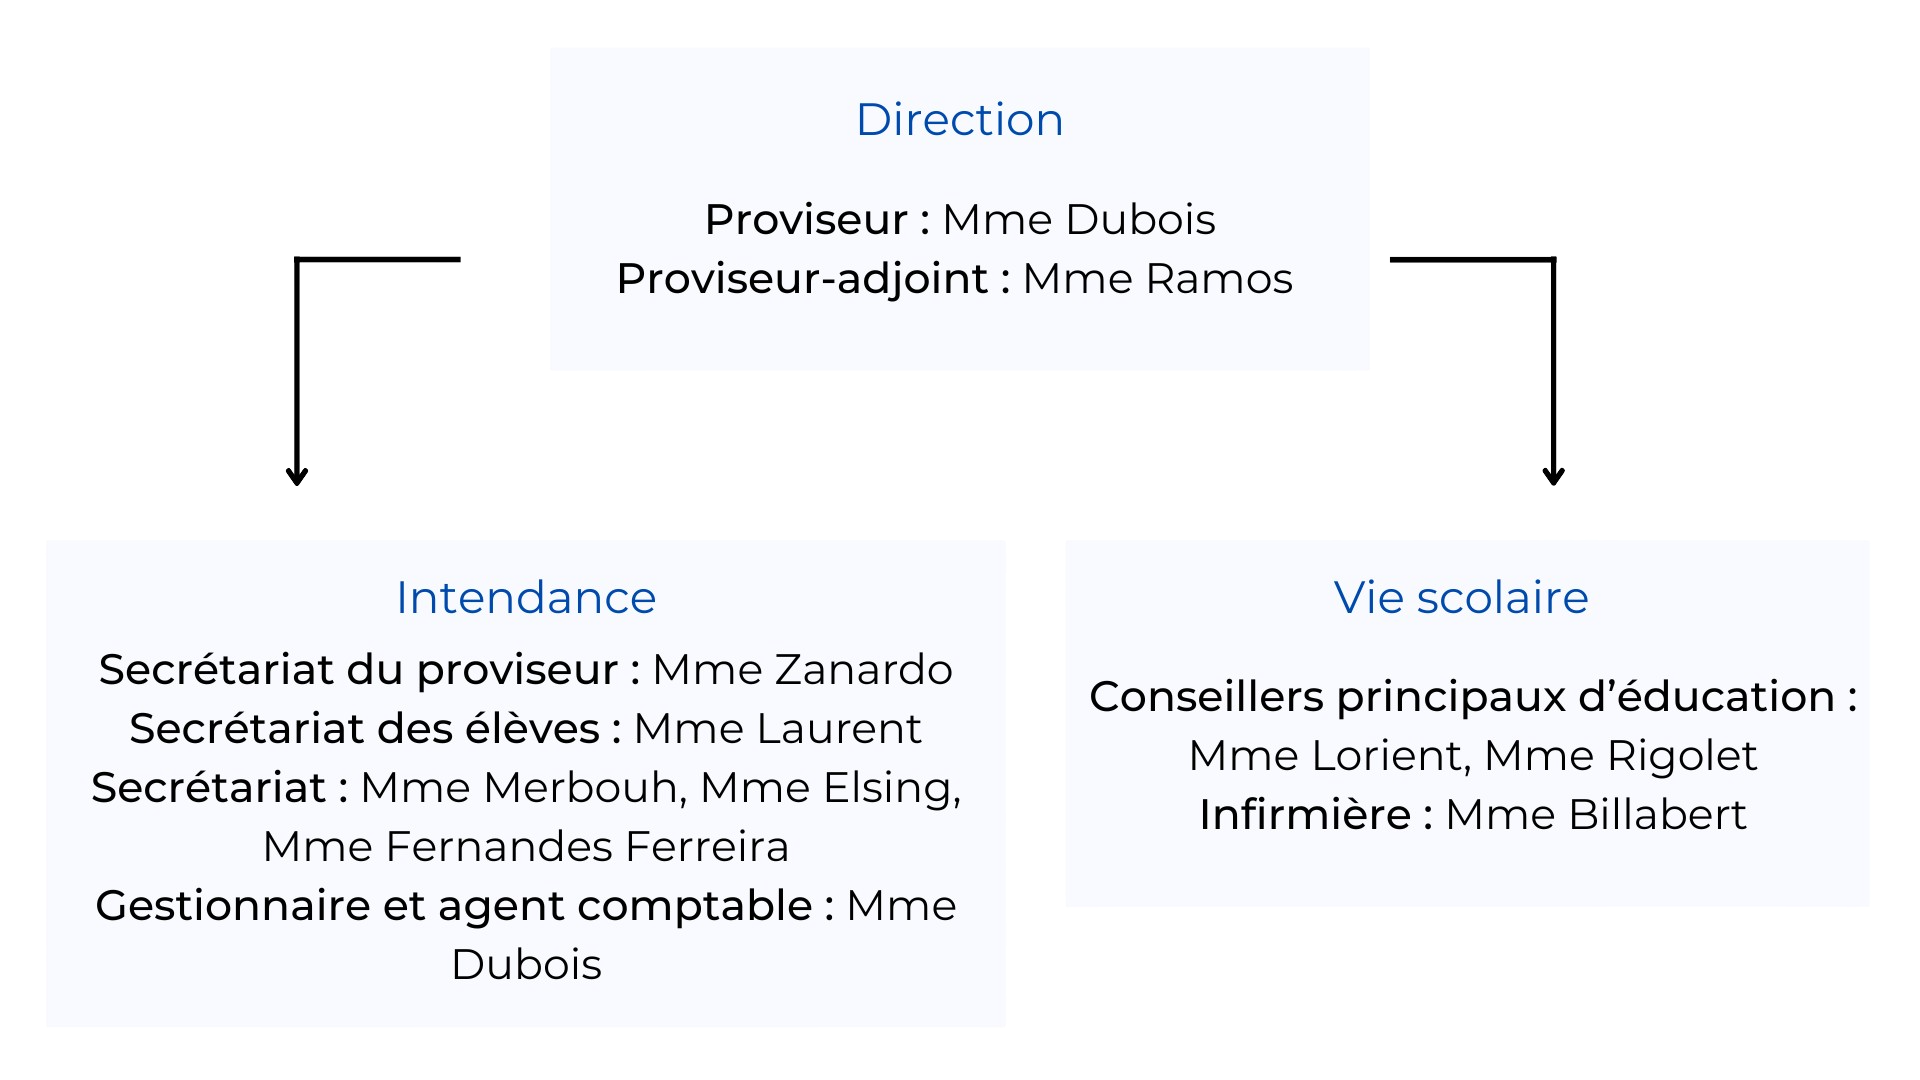 Direction
Proviseur : Mme Dubois
Proviseur-adjoint : Mme Ramos
Intendance
Secrétariat du proviseur : Mme Zanardo
Secrétariat des élèves : Mme Laurent
Secrétariat : Mme Merbouh, Mme Elsing,
Mme Fernandes Ferreira
Gestionnaire et agent comptable : Mme
Dubois
Vie scolaire
Conseillers principaux d’éducation :
Mme Lorient, Mme Rigolet
Infirmière : Mme Billabert